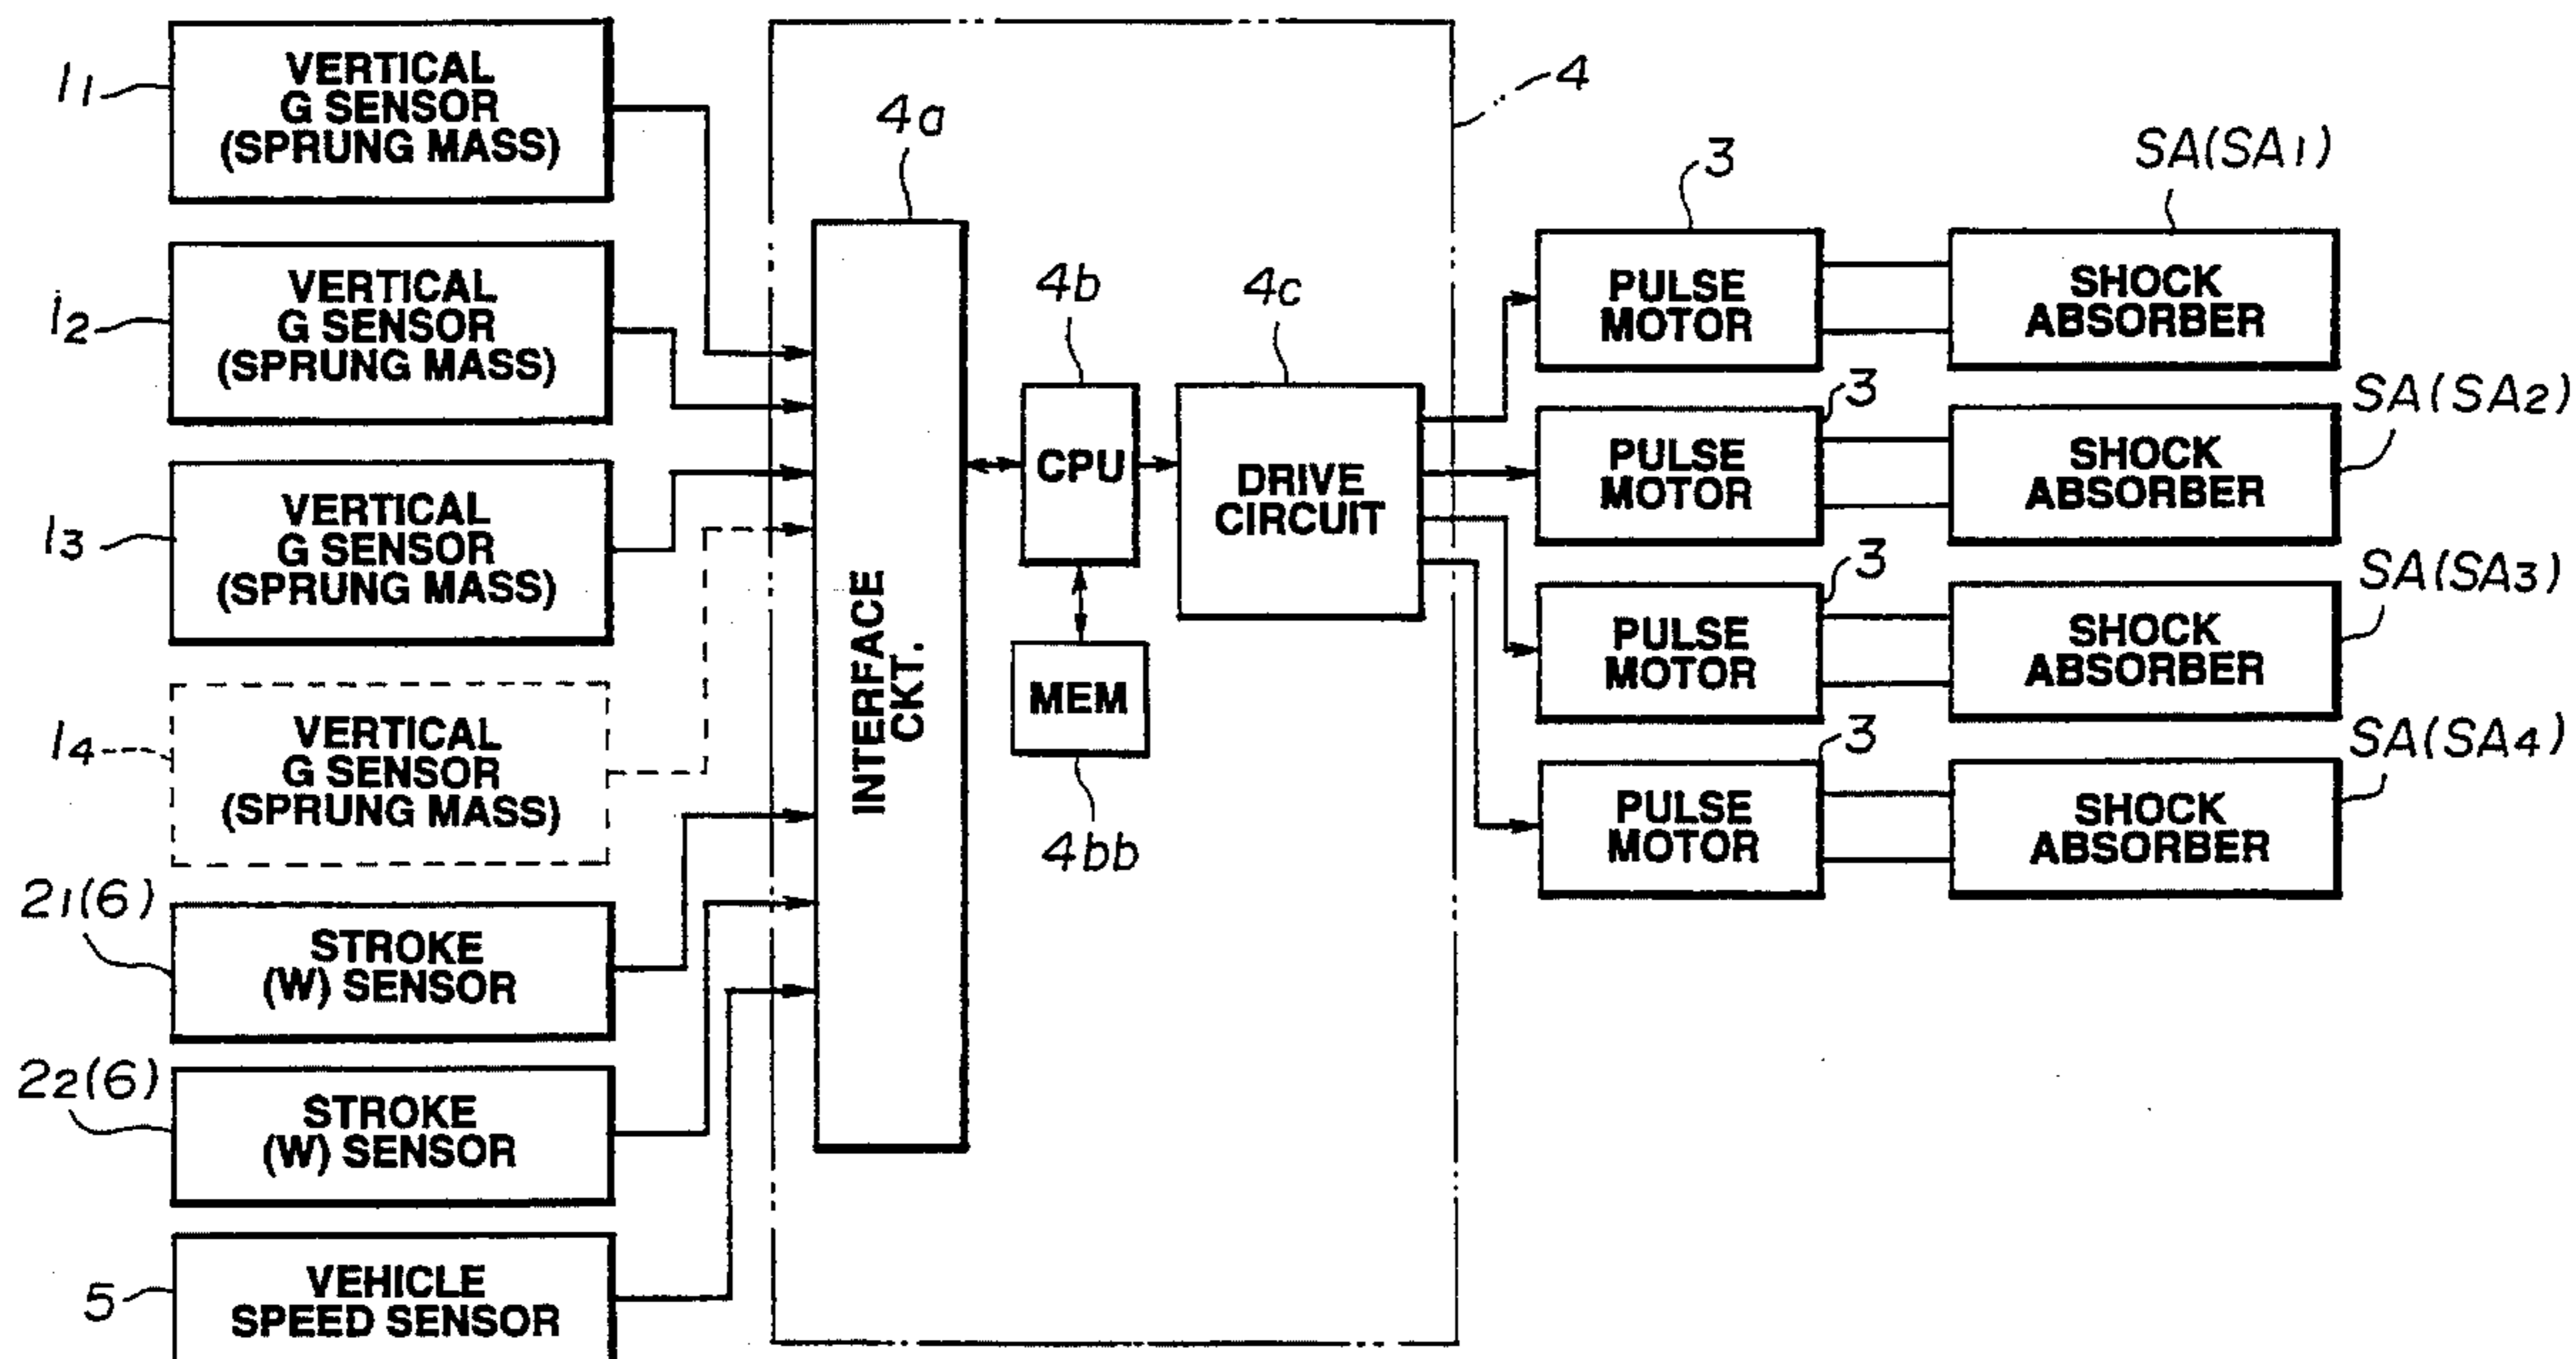 1₁
VERTICAL
G SENSOR
(SPRUNG MASS)
1₂
VERTICAL
G SENSOR
(SPRUNG MASS)
1₃
VERTICAL
G SENSOR
(SPRUNG MASS)
1₄
VERTICAL
G SENSOR
(SPRUNG MASS)
2₁(6)
STROKE
(W) SENSOR
2₂(6)
STROKE
(W) SENSOR
5
VEHICLE
SPEED SENSOR
4
4a
INTERFACE
CKT.
4b
CPU
MEM
4bb
4c
DRIVE
CIRCUIT
3
PULSE
MOTOR
SA(SA₁)
SHOCK
ABSORBER
3
PULSE
MOTOR
SA(SA₂)
SHOCK
ABSORBER
3
PULSE
MOTOR
SA(SA₃)
SHOCK
ABSORBER
3
PULSE
MOTOR
SA(SA₄)
SHOCK
ABSORBER